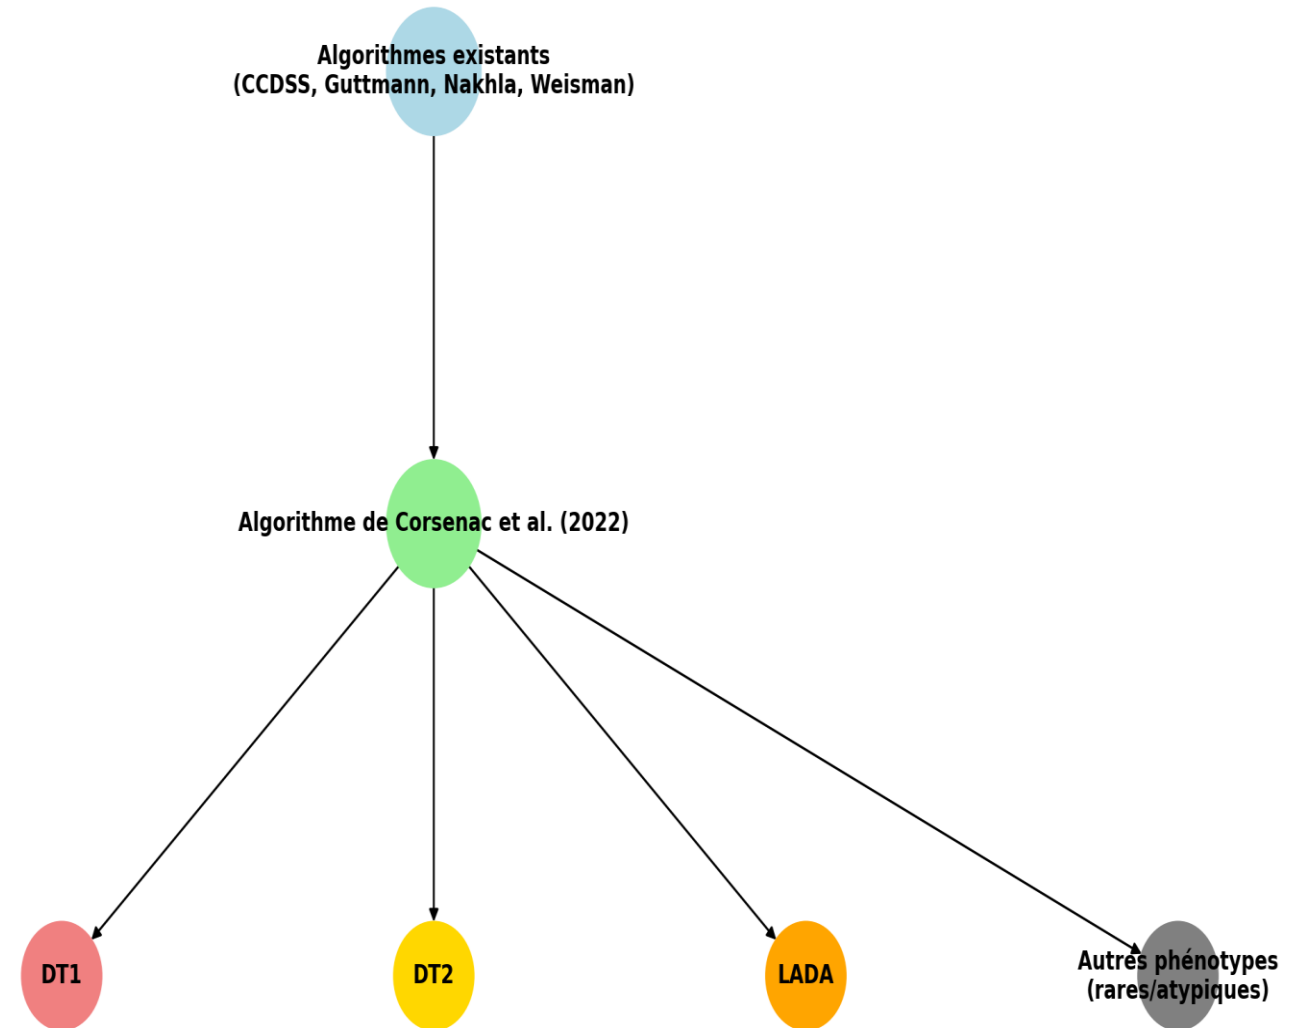 Algorithmes existants
(CCDSS, Guttmann, Nakhla, Weisman)
Algorithme de Corsenac et al. (2022)
DT1
DT2
LADA
Autres phénotypes
(rares/atypiques)